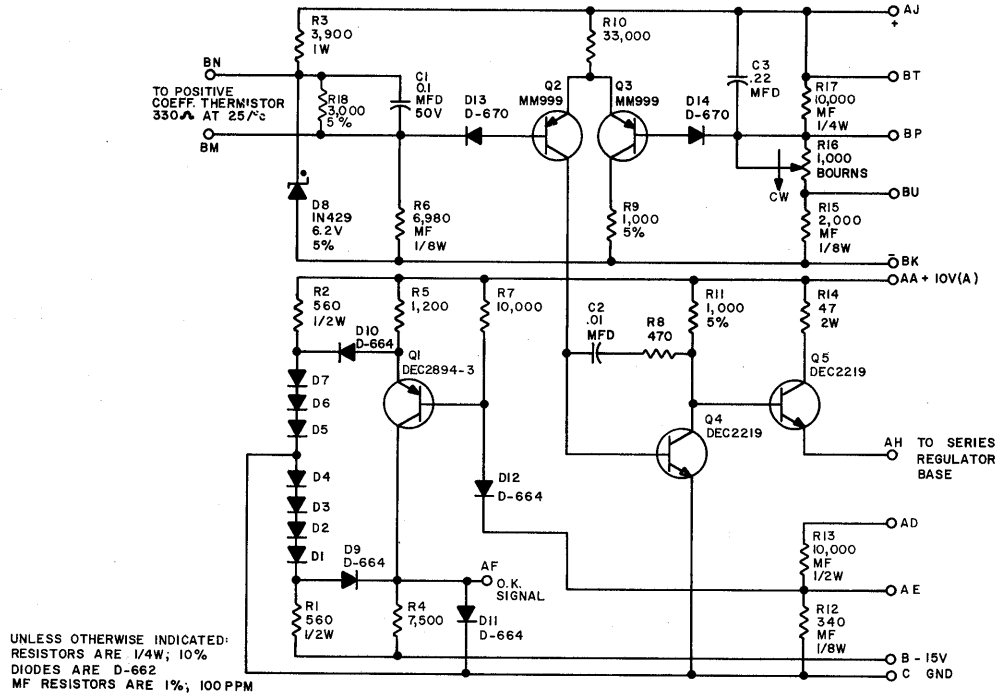 R3
3,900
1W
R10
33,000
AJ
+
BN
TO POSITIVE
COEFF. THERMISTOR
330Ω AT 25/°c
BM
R18
3,000
5%
C1
0.1
MFD
50V
D13
D-670
Q2
MM999
Q3
MM999
D14
D-670
C3
.22
MFD
BT
R17
10,000
MF
1/4W
BP
R16
1,000
BOURNS
CW
BU
D8
IN429
6.2V
5%
R6
6,980
MF
1/8W
R9
1,000
5%
R15
2,000
MF
1/8W
- BK
AA + 10V(A)
R2
560
1/2W
R5
1,200
R7
10,000
C2
.01
MFD
R8
470
R11
1,000
5%
R14
47
2W
D10
D-664
Q1
DEC2894-3
Q5
DEC2219
D7
D6
D5
Q4
DEC2219
AH TO SERIES
REGULATOR
BASE
D4
D3
D2
D1
D12
D-664
AD
R13
10,000
MF
1/2W
D9
D-664
AF
O.K.
SIGNAL
AE
R1
560
1/2W
R4
7,500
D11
D-664
R12
340
MF
1/8W
B - 15V
C GND
UNLESS OTHERWISE INDICATED:
RESISTORS ARE 1/4W; 10%
DIODES ARE D-662
MF RESISTORS ARE 1%; 100PPM